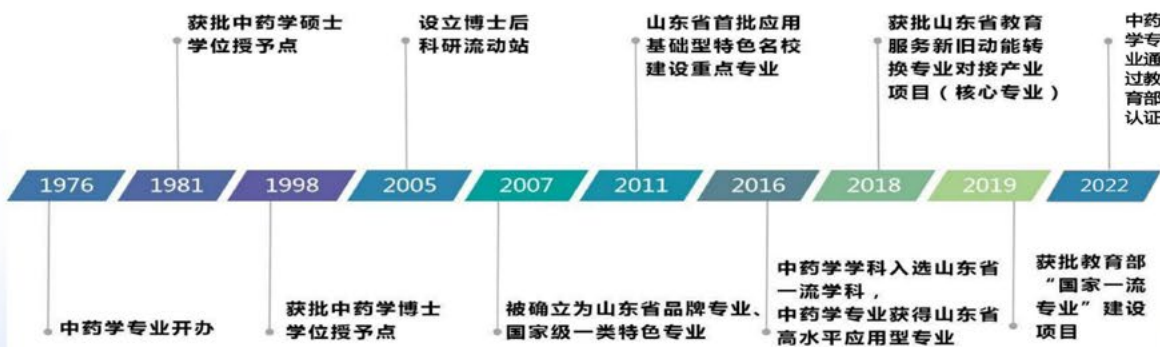 获批中药学硕士
学位授予点
设立博士后
科研流动站
山东省首批应用
基础型特色名校
建设重点专业
获批山东省教育
服务新旧动能转
换专业对接产业
项目（核心专业）
中药
学专
业通
过教
育部
认证
1976
1981
1998
2005
2007
2011
2016
2018
2019
2022
中药学专业开办
获批中药学博士
学位授予点
被确立为山东省品牌专业、
国家级一类特色专业
中药学学科入选山东省
一流学科，
中药学专业获得山东省
高水平应用型专业
获批教育部
“国家一流
专业”建设
项目